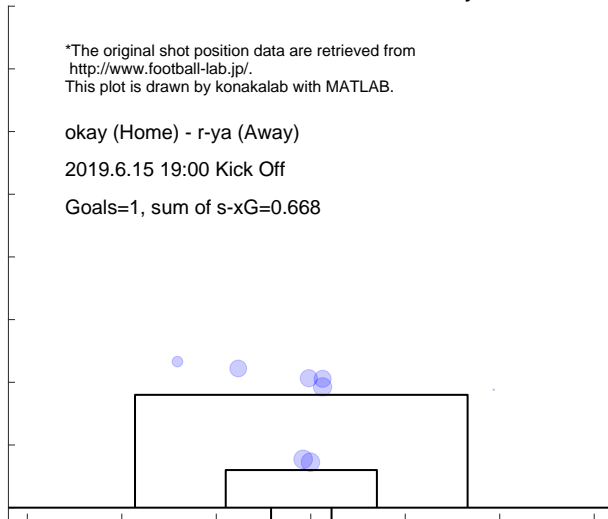 *The original shot position data are retrieved from
http://www.football-lab.jp/.
This plot is drawn by konakalab with MATLAB.
okay (Home) - r-ya (Away)
2019.6.15 19:00 Kick Off
Goals=1, sum of s-xG=0.668